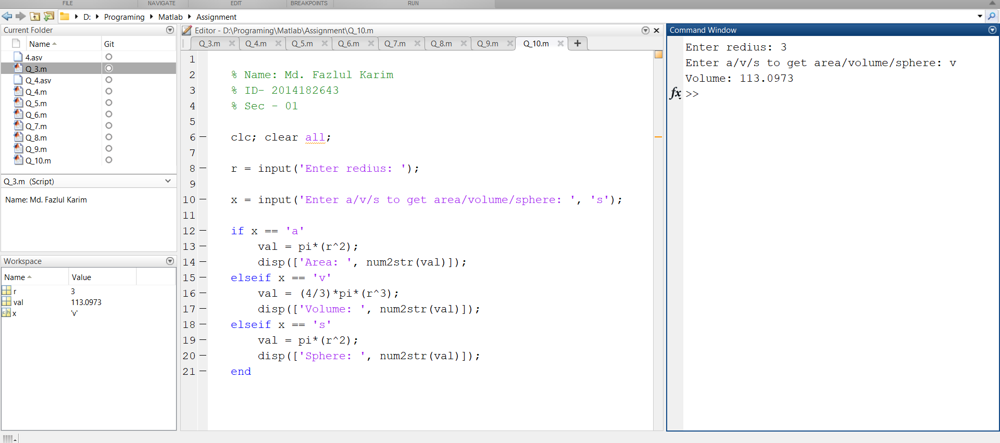 FILE NAVIGATE EDIT BREAKPOINTS RUN
D: Programing Matlab Assignment
Current Folder
Name Git
4.asv
Q_3.m
Q_4.asv
Q_4.m
Q_5.m
Q_6.m
Q_7.m
Q_8.m
Q_9.m
Q_10.m
Q_3.m (Script)
Name: Md. Fazlul Karim
Workspace
Name Value
r 3
val 113.0973
x 'v'
Editor - D:\Programing\Matlab\Assignment\Q_10.m
Q_3.m Q_4.m Q_5.m Q_6.m Q_7.m Q_8.m Q_9.m Q_10.m +
1
2 % Name: Md. Fazlul Karim
3 % ID- 2014182643
4 % Sec - 01
5
6 clc; clear all;
7
8 r = input('Enter redius: ');
9
10 x = input('Enter a/v/s to get area/volume/sphere: ', 's');
11
12 if x == 'a'
13 val = pi*(r^2);
14 disp(['Area: ', num2str(val)]);
15 elseif x == 'v'
16 val = (4/3)*pi*(r^3);
17 disp(['Volume: ', num2str(val)]);
18 elseif x == 's'
19 val = pi*(r^2);
20 disp(['Sphere: ', num2str(val)]);
21 end
Command Window
Enter redius: 3
Enter a/v/s to get area/volume/sphere: v
Volume: 113.0973
fx >>